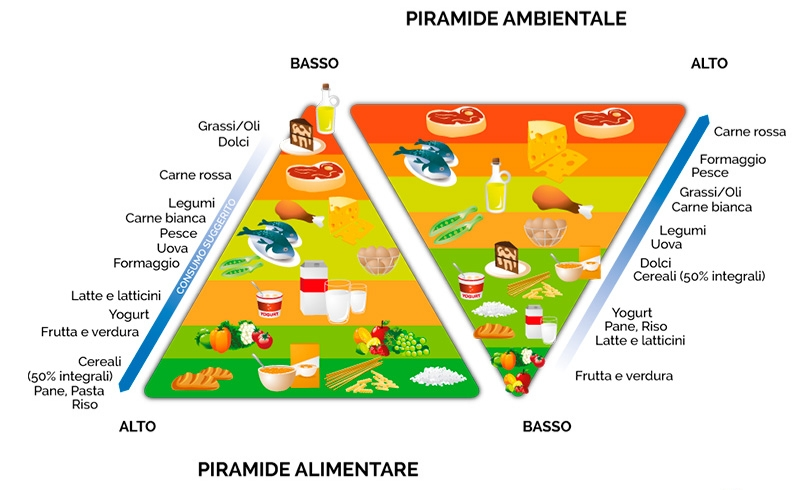 PIRAMIDE AMBIENTALE
BASSO
ALTO
Grassi/Oli
Dolci
Carne rossa
Legumi
Carne bianca
Pesce
Uova
Formaggio
Latte e latticini
Yogurt
Frutta e verdura
Cereali
(50% integrali)
Pane, Pasta
Riso
CONSUMO SUGGERITO
YOGURT
Carne rossa
Formaggio
Pesce
Grassi/Oli
Carne bianca
Legumi
Uova
Dolci
Cereali (50% integrali)
Yogurt
Pane, Riso
Latte e latticini
Frutta e verdura
YOGURT
ALTO
BASSO
PIRAMIDE ALIMENTARE